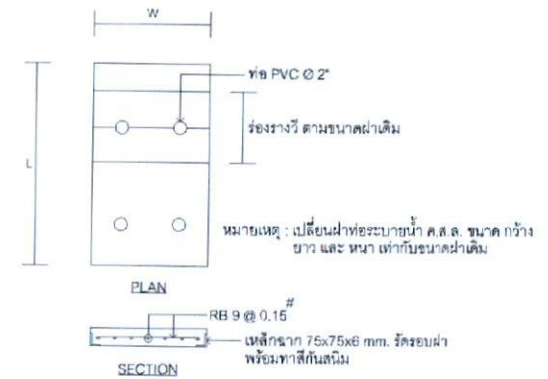 W
ท่อ PVC Ø 2"
ร่องรางวี ตามขนาดฝาเดิม
L
หมายเหตุ : เปลี่ยนฝาท่อระบายน้ำ ค.ส.ล. ขนาด กว้าง
ยาว และ หนา เท่ากับขนาดฝาเดิม
PLAN
RB 9 @ 0.15 #
เหล็กฉาก 75x75x6 mm. รัดรอบฝา
พร้อมทาสีกันสนิม
SECTION